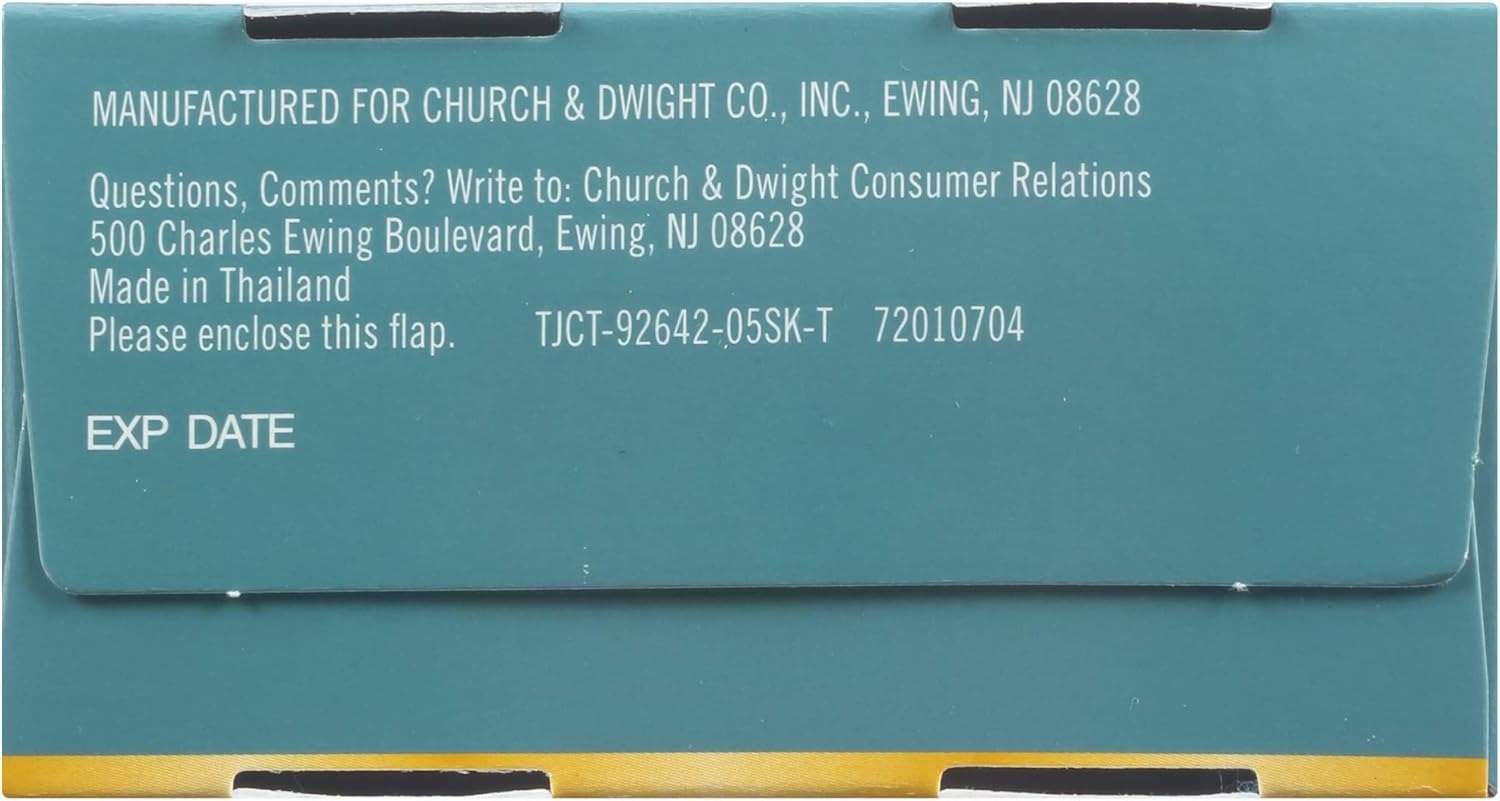 MANUFACTURED FOR CHURCH & DWIGHT CO., INC., EWING, NJ 08628
Questions, Comments? Write to: Church & Dwight Consumer Relations
500 Charles Ewing Boulevard, Ewing, NJ 08628
Made in Thailand
Please enclose this flap. TJCT-92642-05SK-T 72010704
EXP DATE